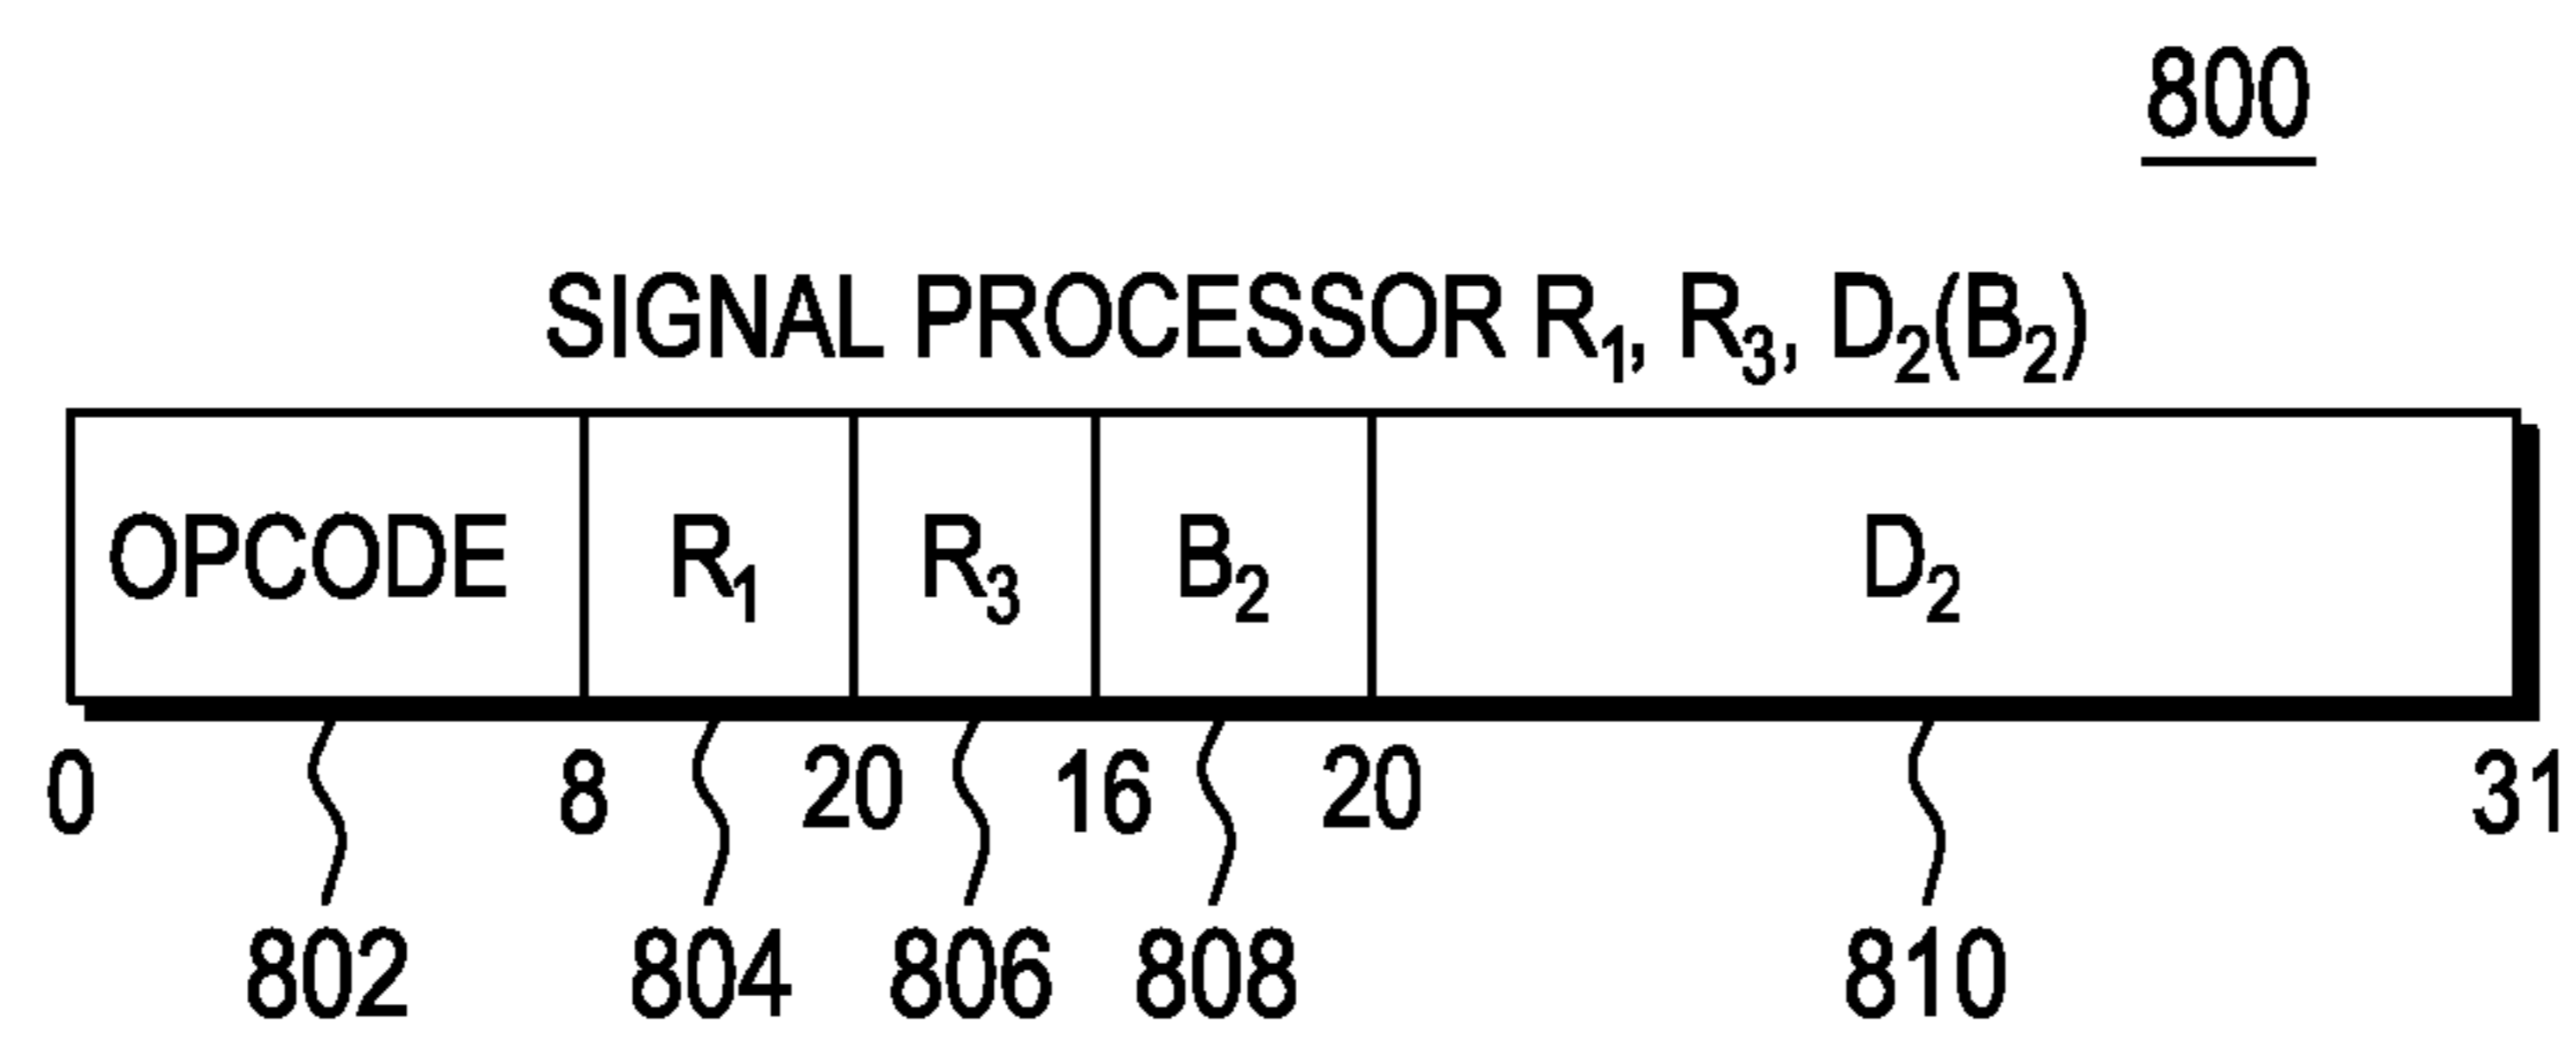 800
SIGNAL PROCESSOR R₁, R₃, D₂(B₂)
OPCODE R₁ R₃ B₂ D₂
0 8 20 16 20 31
802 804 806 808 810